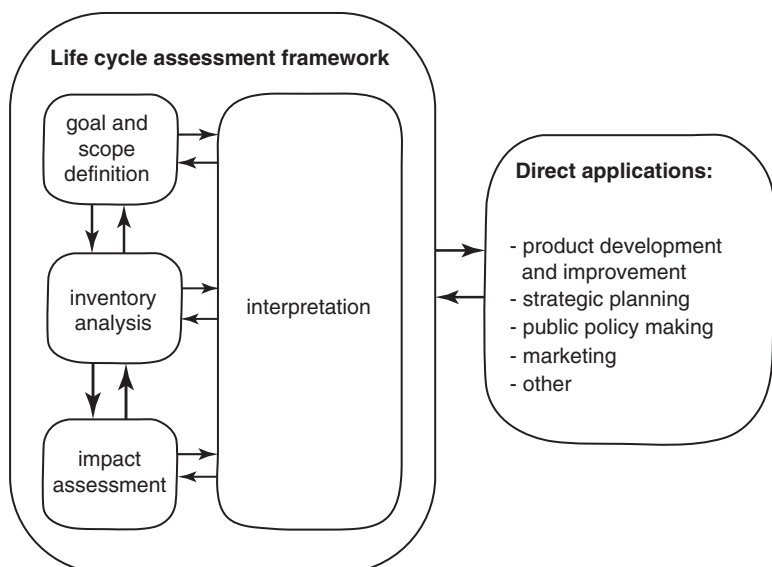 Life cycle assessment framework
goal and
scope
definition
inventory
analysis
impact
assessment
interpretation
Direct applications:
- product development
and improvement
- strategic planning
- public policy making
- marketing
- other